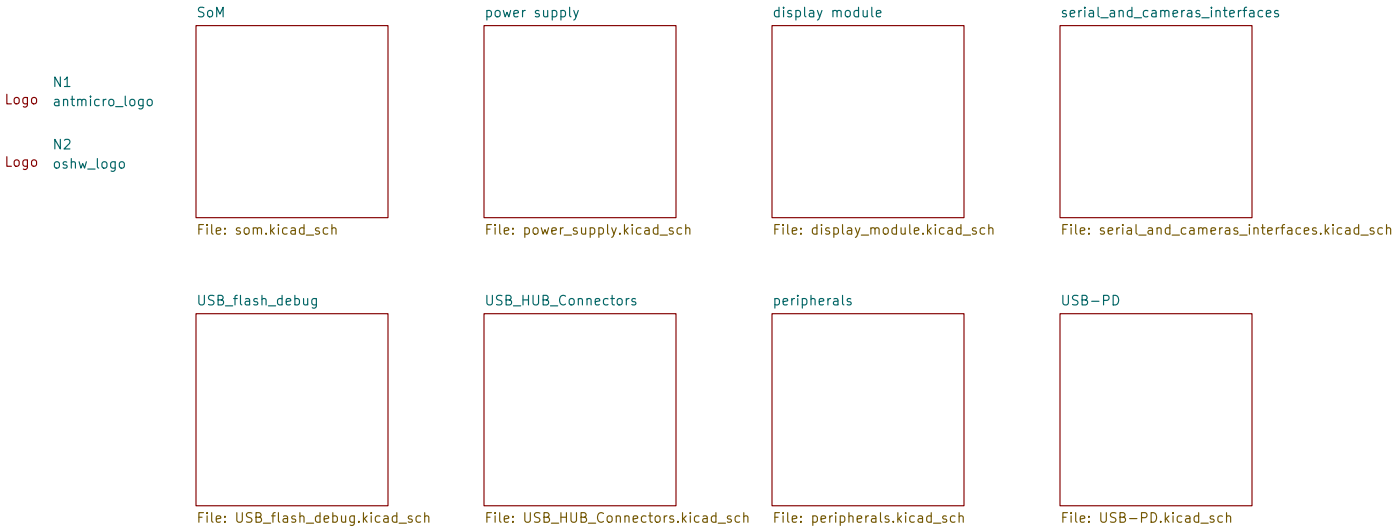 SoM
power supply
display module
serial_and_cameras_interfaces
N1
Logo antmicro_logo
N2
Logo oshw_logo
File: som.kicad_sch
File: power_supply.kicad_sch
File: display_module.kicad_sch
File: serial_and_cameras_interfaces.kicad_sch
USB_flash_debug
USB_HUB_Connectors
peripherals
USB-PD
File: USB_flash_debug.kicad_sch
File: USB_HUB_Connectors.kicad_sch
File: peripherals.kicad_sch
File: USB-PD.kicad_sch